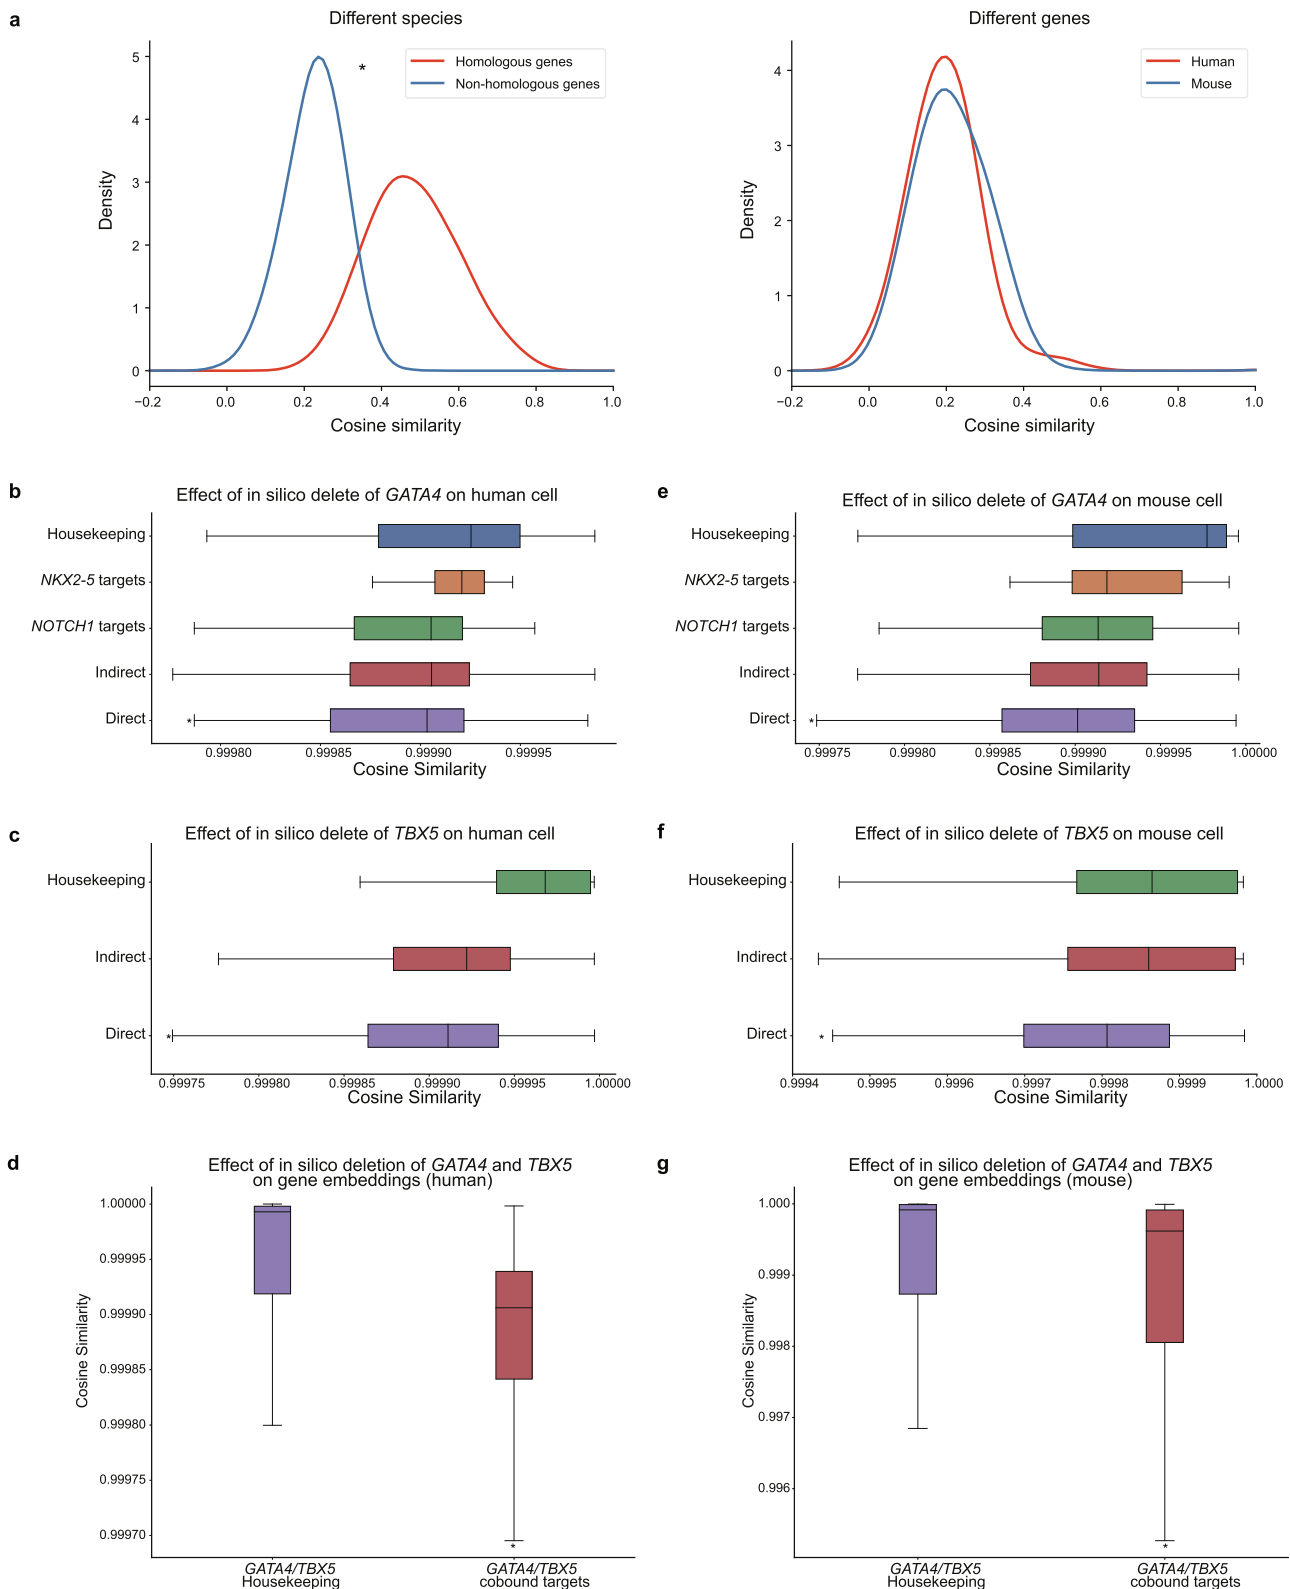 a
Different species
Different genes
Homologous genes
Non-homologous genes
*
Human
Mouse
Density
5
4
3
2
1
0
−0.2
0.0
0.2
0.4
0.6
0.8
1.0
Cosine similarity
Density
4
3
2
1
0
−0.2
0.0
0.2
0.4
0.6
0.8
1.0
Cosine similarity
b
Effect of in silico delete of GATA4 on human cell
Housekeeping
NKX2-5 targets
NOTCH1 targets
Indirect
Direct
*
0.99980
0.99985
0.99990
0.99995
Cosine Similarity
e
Effect of in silico delete of GATA4 on mouse cell
Housekeeping
NKX2-5 targets
NOTCH1 targets
Indirect
Direct
*
0.99975
0.99980
0.99985
0.99990
0.99995
1.00000
Cosine Similarity
c
Effect of in silico delete of TBX5 on human cell
Housekeeping
Indirect
Direct
*
0.99975
0.99980
0.99985
0.99990
0.99995
1.00000
Cosine Similarity
f
Effect of in silico delete of TBX5 on mouse cell
Housekeeping
Indirect
Direct
*
0.9994
0.9995
0.9996
0.9997
0.9998
0.9999
1.0000
Cosine Similarity
d
Effect of in silico deletion of GATA4 and TBX5
on gene embeddings (human)
Cosine Similarity
1.00000
0.99995
0.99990
0.99985
0.99980
0.99975
0.99970
*
GATA4/TBX5
Housekeeping
GATA4/TBX5
cobound targets
g
Effect of in silico deletion of GATA4 and TBX5
on gene embeddings (mouse)
Cosine Similarity
1.000
0.999
0.998
0.997
0.996
*
GATA4/TBX5
Housekeeping
GATA4/TBX5
cobound targets